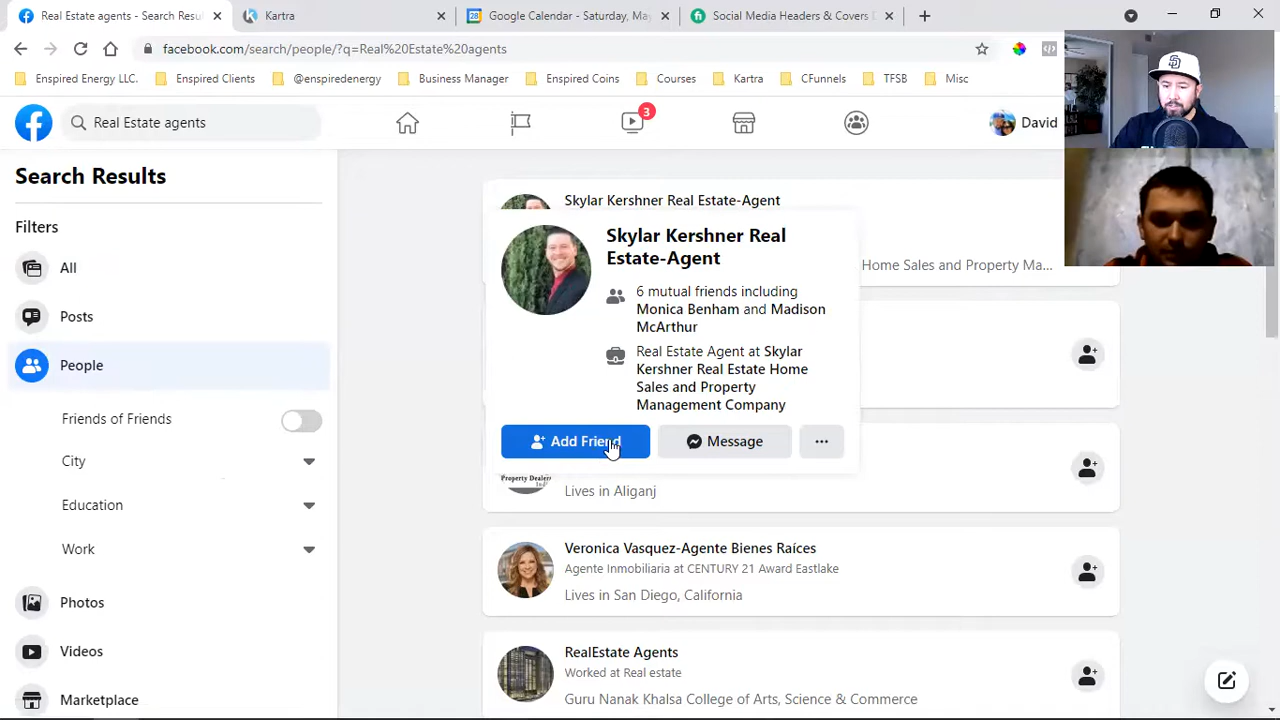 Real Estate agents - Search Resul
Kartra
Google Calendar - Saturday, May
Social Media Headers & Covers D
facebook.com/search/people/?q=Real%20Estate%20agents
Enspired Energy LLC.
Enspired Clients
@enspiredenergy
Business Manager
Enspired Coins
Courses
Kartra
CFunnels
TFSB
Misc
Real Estate agents
3
David
Search Results
Filters
All
Posts
People
Friends of Friends
City
Education
Work
Photos
Videos
Marketplace
Skylar Kershner Real Estate-Agent
Home Sales and Property Ma...
Skylar Kershner Real
Estate-Agent
6 mutual friends including
Monica Benham and Madison
McArthur
Real Estate Agent at Skylar
Kershner Real Estate Home
Sales and Property
Management Company
Add Friend
Message
Property Dealers
Lives in Aliganj
Veronica Vasquez-Agente Bienes Raíces
Agente Inmobiliaria at CENTURY 21 Award Eastlake
Lives in San Diego, California
RealEstate Agents
Worked at Real estate
Guru Nanak Khalsa College of Arts, Science & Commerce